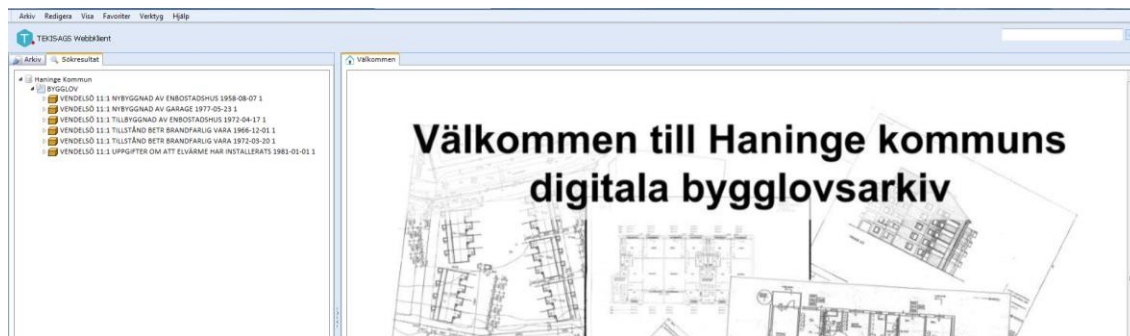 Arkiv Redigera Visa Favoriter Verktyg Hjälp
TEKIS-AGS Webbklient
Arkiv Sökresultat
Välkommen
Haninge Kommun
BYGGLOV
VENDELSÖ 11:1 NYBYGGNAD AV ENBOSTADSHUS 1958-08-07 1
VENDELSÖ 11:1 NYBYGGNAD AV GARAGE 1977-05-23 1
VENDELSÖ 11:1 TILLBYGGNAD AV ENBOSTADSHUS 1972-04-17 1
VENDELSÖ 11:1 TILLSTÅND BETR BRANDFARLIG VARA 1966-12-01 1
VENDELSÖ 11:1 TILLSTÅND BETR BRANDFARLIG VARA 1972-03-20 1
VENDELSÖ 11:1 UPPGIFTER OM ATT ELVÄRME HAR INSTALLERATS 1981-01-01 1
Välkommen till Haninge kommuns
digitala bygglovsarkiv